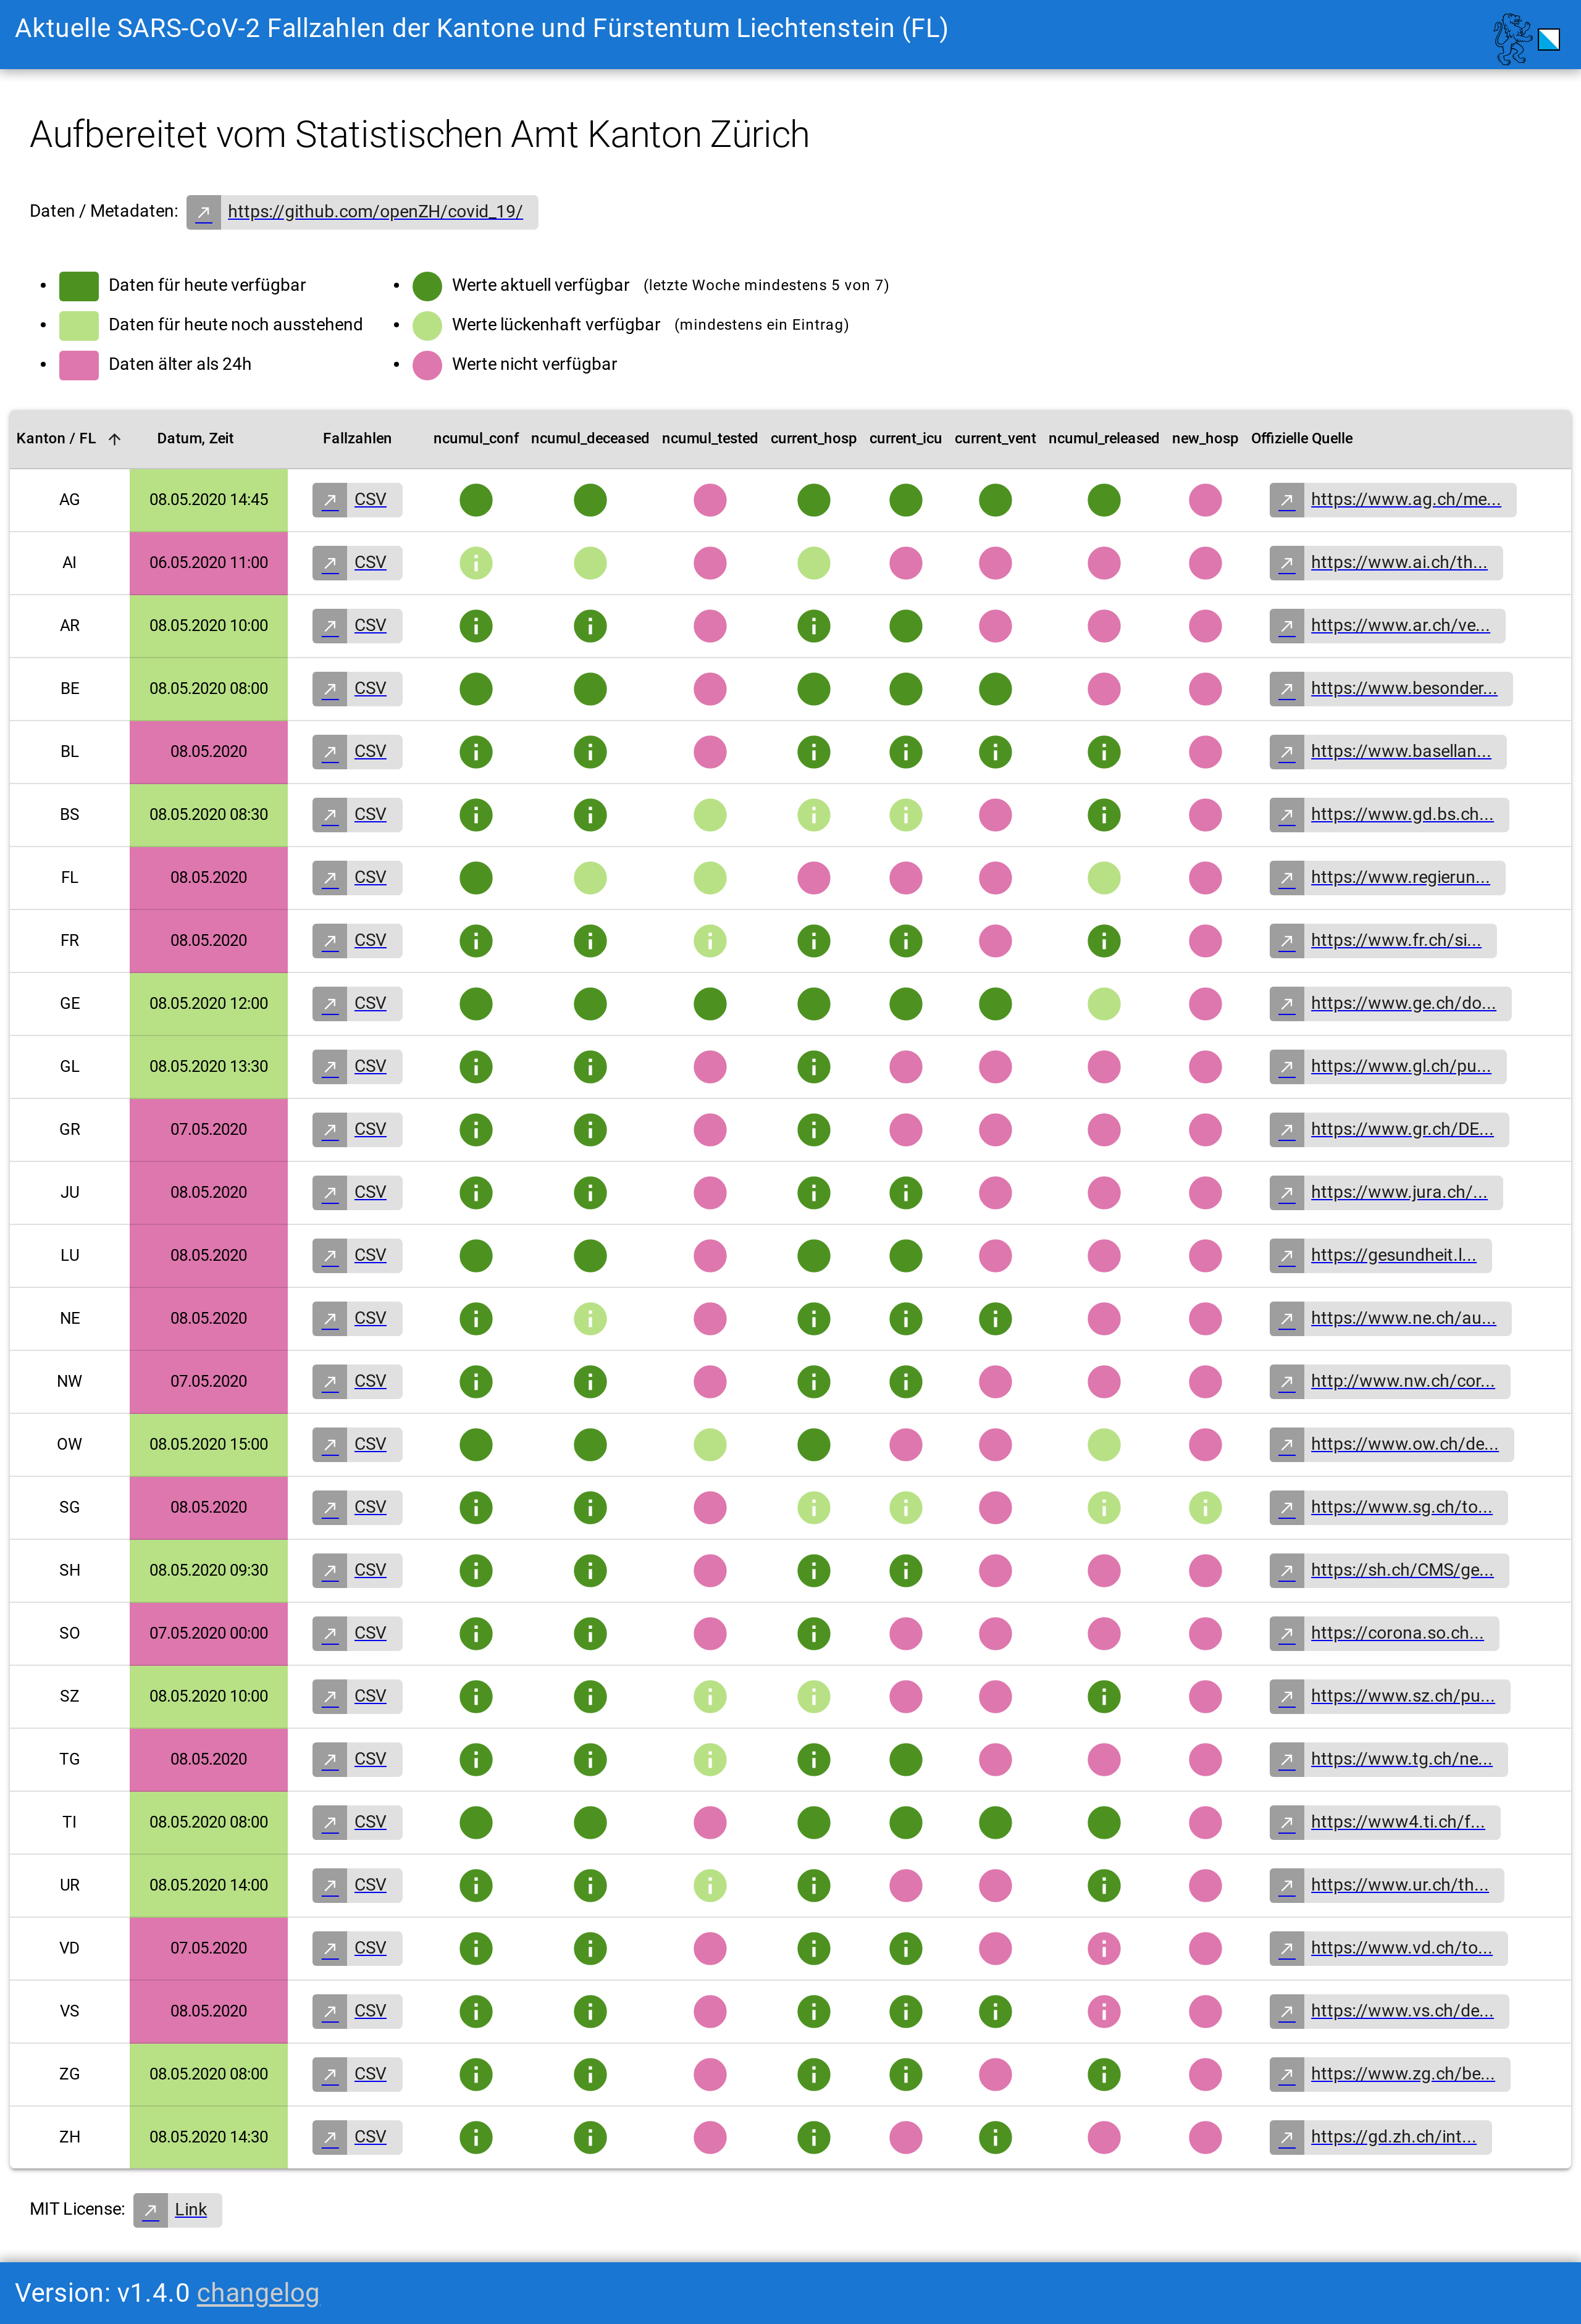 Aktuelle SARS-CoV-2 Fallzahlen der Kantone und Fürstentum Liechtenstein (FL)
Aufbereitet vom Statistischen Amt Kanton Zürich
Daten / Metadaten: https://github.com/openZH/covid_19/
Daten für heute verfügbar
Daten für heute noch ausstehend
Daten älter als 24h
Werte aktuell verfügbar (letzte Woche mindestens 5 von 7)
Werte lückenhaft verfügbar (mindestens ein Eintrag)
Werte nicht verfügbar
Kanton / FL Datum, Zeit Fallzahlen ncumul_conf ncumul_deceased ncumul_tested current_hosp current_icu current_vent ncumul_released new_hosp Offizielle Quelle
AG 08.05.2020 14:45 CSV https://www.ag.ch/me...
AI 06.05.2020 11:00 CSV https://www.ai.ch/th...
AR 08.05.2020 10:00 CSV https://www.ar.ch/ve...
BE 08.05.2020 08:00 CSV https://www.besonder...
BL 08.05.2020 CSV https://www.basellan...
BS 08.05.2020 08:30 CSV https://www.gd.bs.ch...
FL 08.05.2020 CSV https://www.regierun...
FR 08.05.2020 CSV https://www.fr.ch/si...
GE 08.05.2020 12:00 CSV https://www.ge.ch/do...
GL 08.05.2020 13:30 CSV https://www.gl.ch/pu...
GR 07.05.2020 CSV https://www.gr.ch/DE...
JU 08.05.2020 CSV https://www.jura.ch/...
LU 08.05.2020 CSV https://gesundheit.l...
NE 08.05.2020 CSV https://www.ne.ch/au...
NW 07.05.2020 CSV http://www.nw.ch/cor...
OW 08.05.2020 15:00 CSV https://www.ow.ch/de...
SG 08.05.2020 CSV https://www.sg.ch/to...
SH 08.05.2020 09:30 CSV https://sh.ch/CMS/ge...
SO 07.05.2020 00:00 CSV https://corona.so.ch...
SZ 08.05.2020 10:00 CSV https://www.sz.ch/pu...
TG 08.05.2020 CSV https://www.tg.ch/ne...
TI 08.05.2020 08:00 CSV https://www4.ti.ch/f...
UR 08.05.2020 14:00 CSV https://www.ur.ch/th...
VD 07.05.2020 CSV https://www.vd.ch/to...
VS 08.05.2020 CSV https://www.vs.ch/de...
ZG 08.05.2020 08:00 CSV https://www.zg.ch/be...
ZH 08.05.2020 14:30 CSV https://gd.zh.ch/int...
MIT License: Link
Version: v1.4.0 changelog